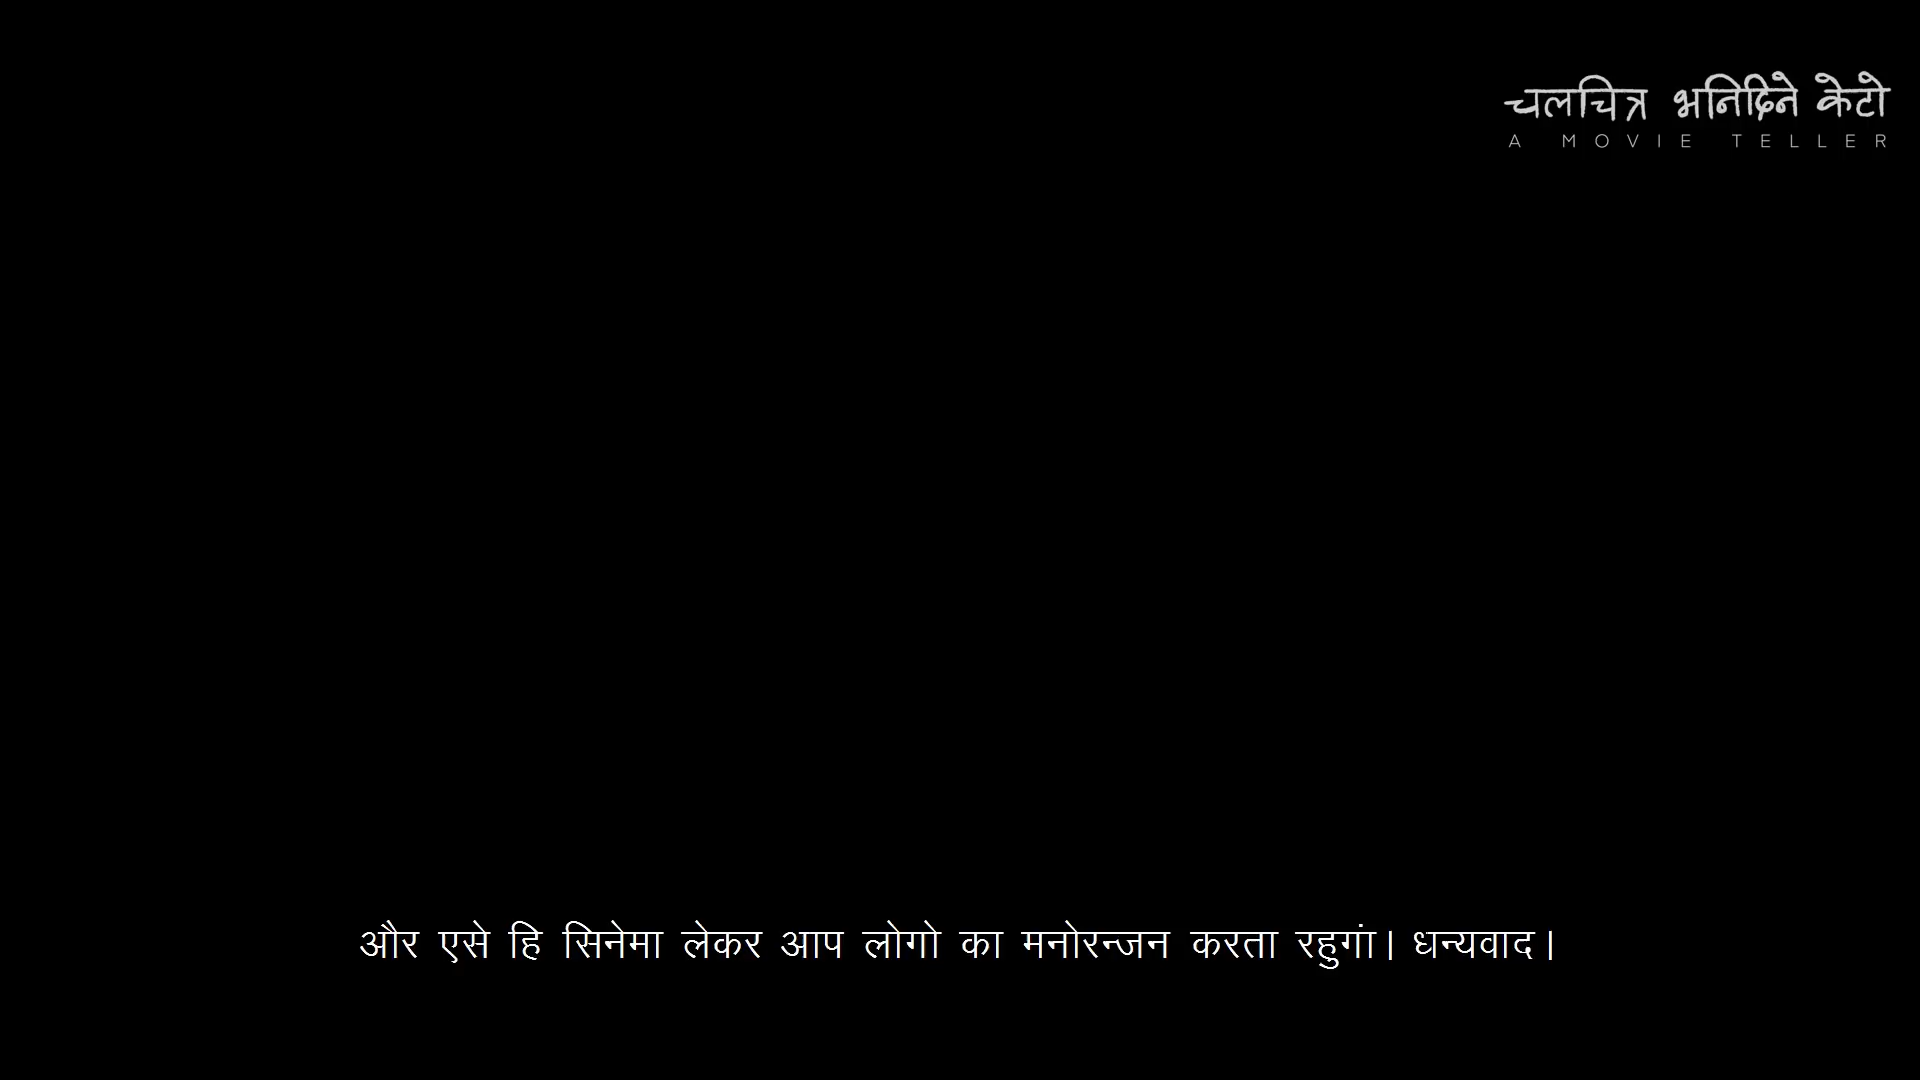 चलचित्र भनिदिने केटो
A MOVIE TELLER
और एसे हि सिनेमा लेकर आप लोगो का मनोरन्जन करता रहुगां। धन्यवाद।